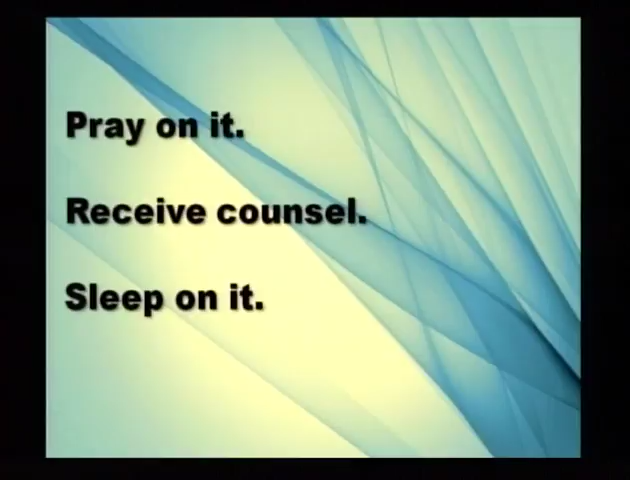 Pray on it.
Receive counsel.
Sleep on it.